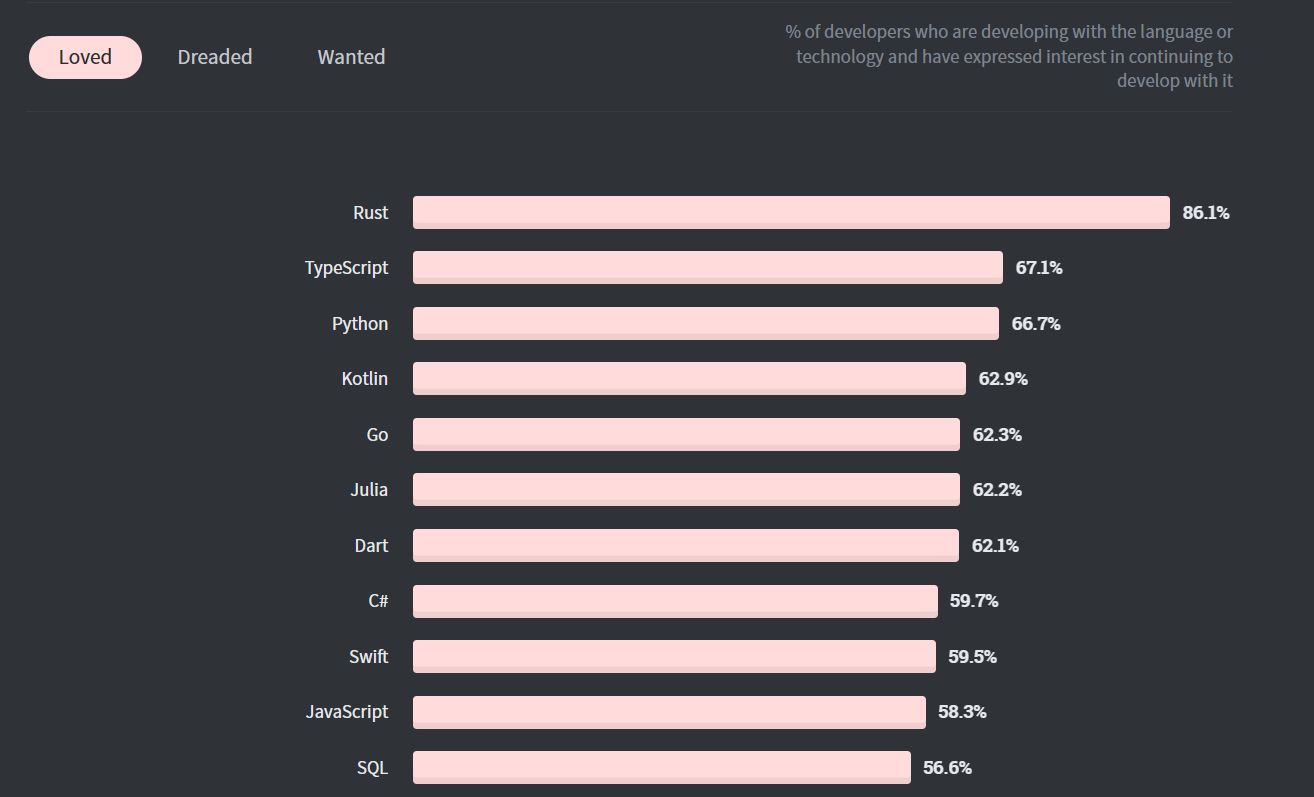 Loved
Dreaded
Wanted
% of developers who are developing with the language or
technology and have expressed interest in continuing to
develop with it
Rust 86.1%
TypeScript 67.1%
Python 66.7%
Kotlin 62.9%
Go 62.3%
Julia 62.2%
Dart 62.1%
C# 59.7%
Swift 59.5%
JavaScript 58.3%
SQL 56.6%